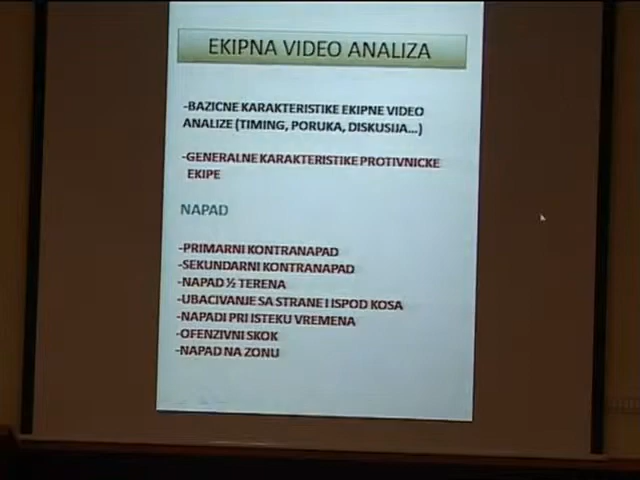 EKIPNA VIDEO ANALIZA
-BAZICNE KARAKTERISTIKE EKIPNE VIDEO
ANALIZE (TIMING, PORUKA, DISKUSIJA...)
-GENERALNE KARAKTERISTIKE PROTIVNICKE
EKIPE
NAPAD
-PRIMARNI KONTRANAPAD
-SEKUNDARNI KONTRANAPAD
-NAPAD ½ TERENA
-UBACIVANJE SA STRANE I ISPOD KOSA
-NAPADI PRI ISTEKU VREMENA
-OFENZIVNI SKOK
-NAPAD NA ZONU